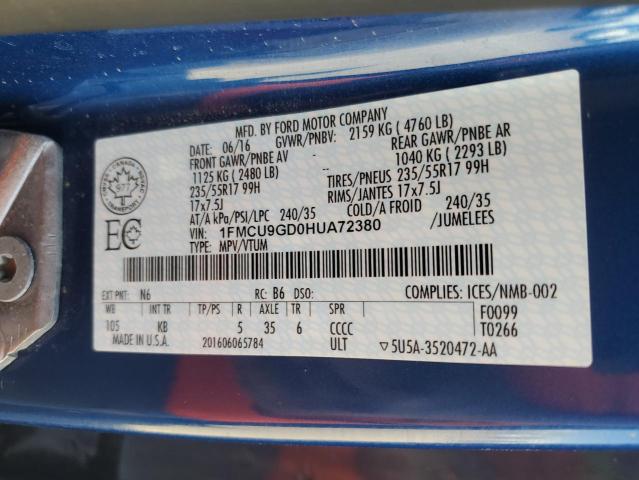 MFD. BY FORD MOTOR COMPANY
DATE: 06/16 GVWR/PNBV: 2159 KG ( 4760 LB)
FRONT GAWR/PNBE AV REAR GAWR/PNBE AR
1125 KG ( 2480 LB) 1040 KG ( 2293 LB)
235/55R17 99H TIRES/PNEUS 235/55R17 99H
17x7.5J RIMS/JANTES 17x7.5J
AT/A kPa/PSI/LPC 240/35 COLD/A FROID 240/35
VIN: 1FMCU9GD0HUA72380 /JUMELEES
TYPE: MPV/VTUM
CANADA
977
TRANSPORT
EC
EXT PNT: N6 RC: B6 DSO: COMPLIES: ICES/NMB-002
WB INT TR TP/PS R AXLE TR SPR F0099
105 KB 5 35 6 CCCC T0266
MADE IN U.S.A. 201606065784 ULT ▽5U5A-3520472-AA